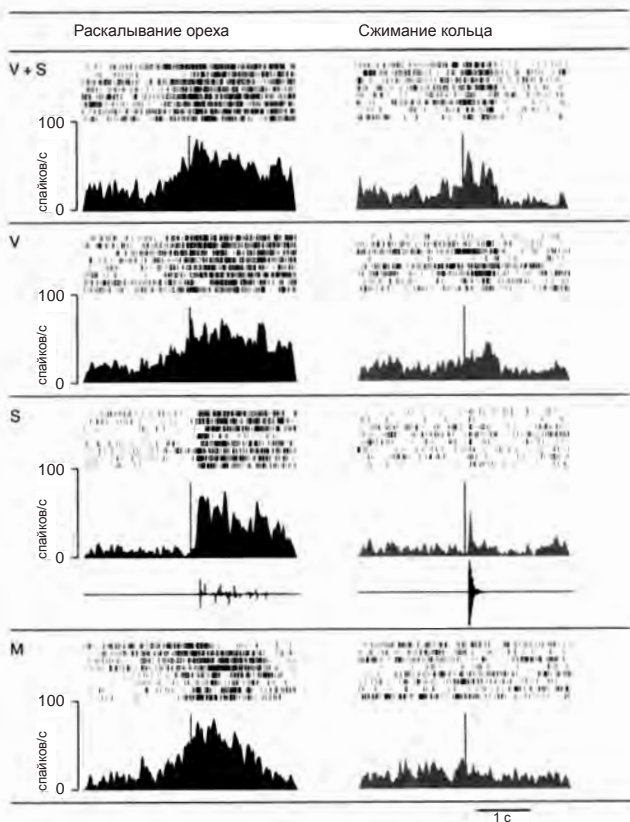 Раскалывание ореха Сжимание кольца
V + S
100
спайков/с
0
V
100
спайков/с
0
S
100
спайков/с
0
M
100
спайков/с
0
1 с